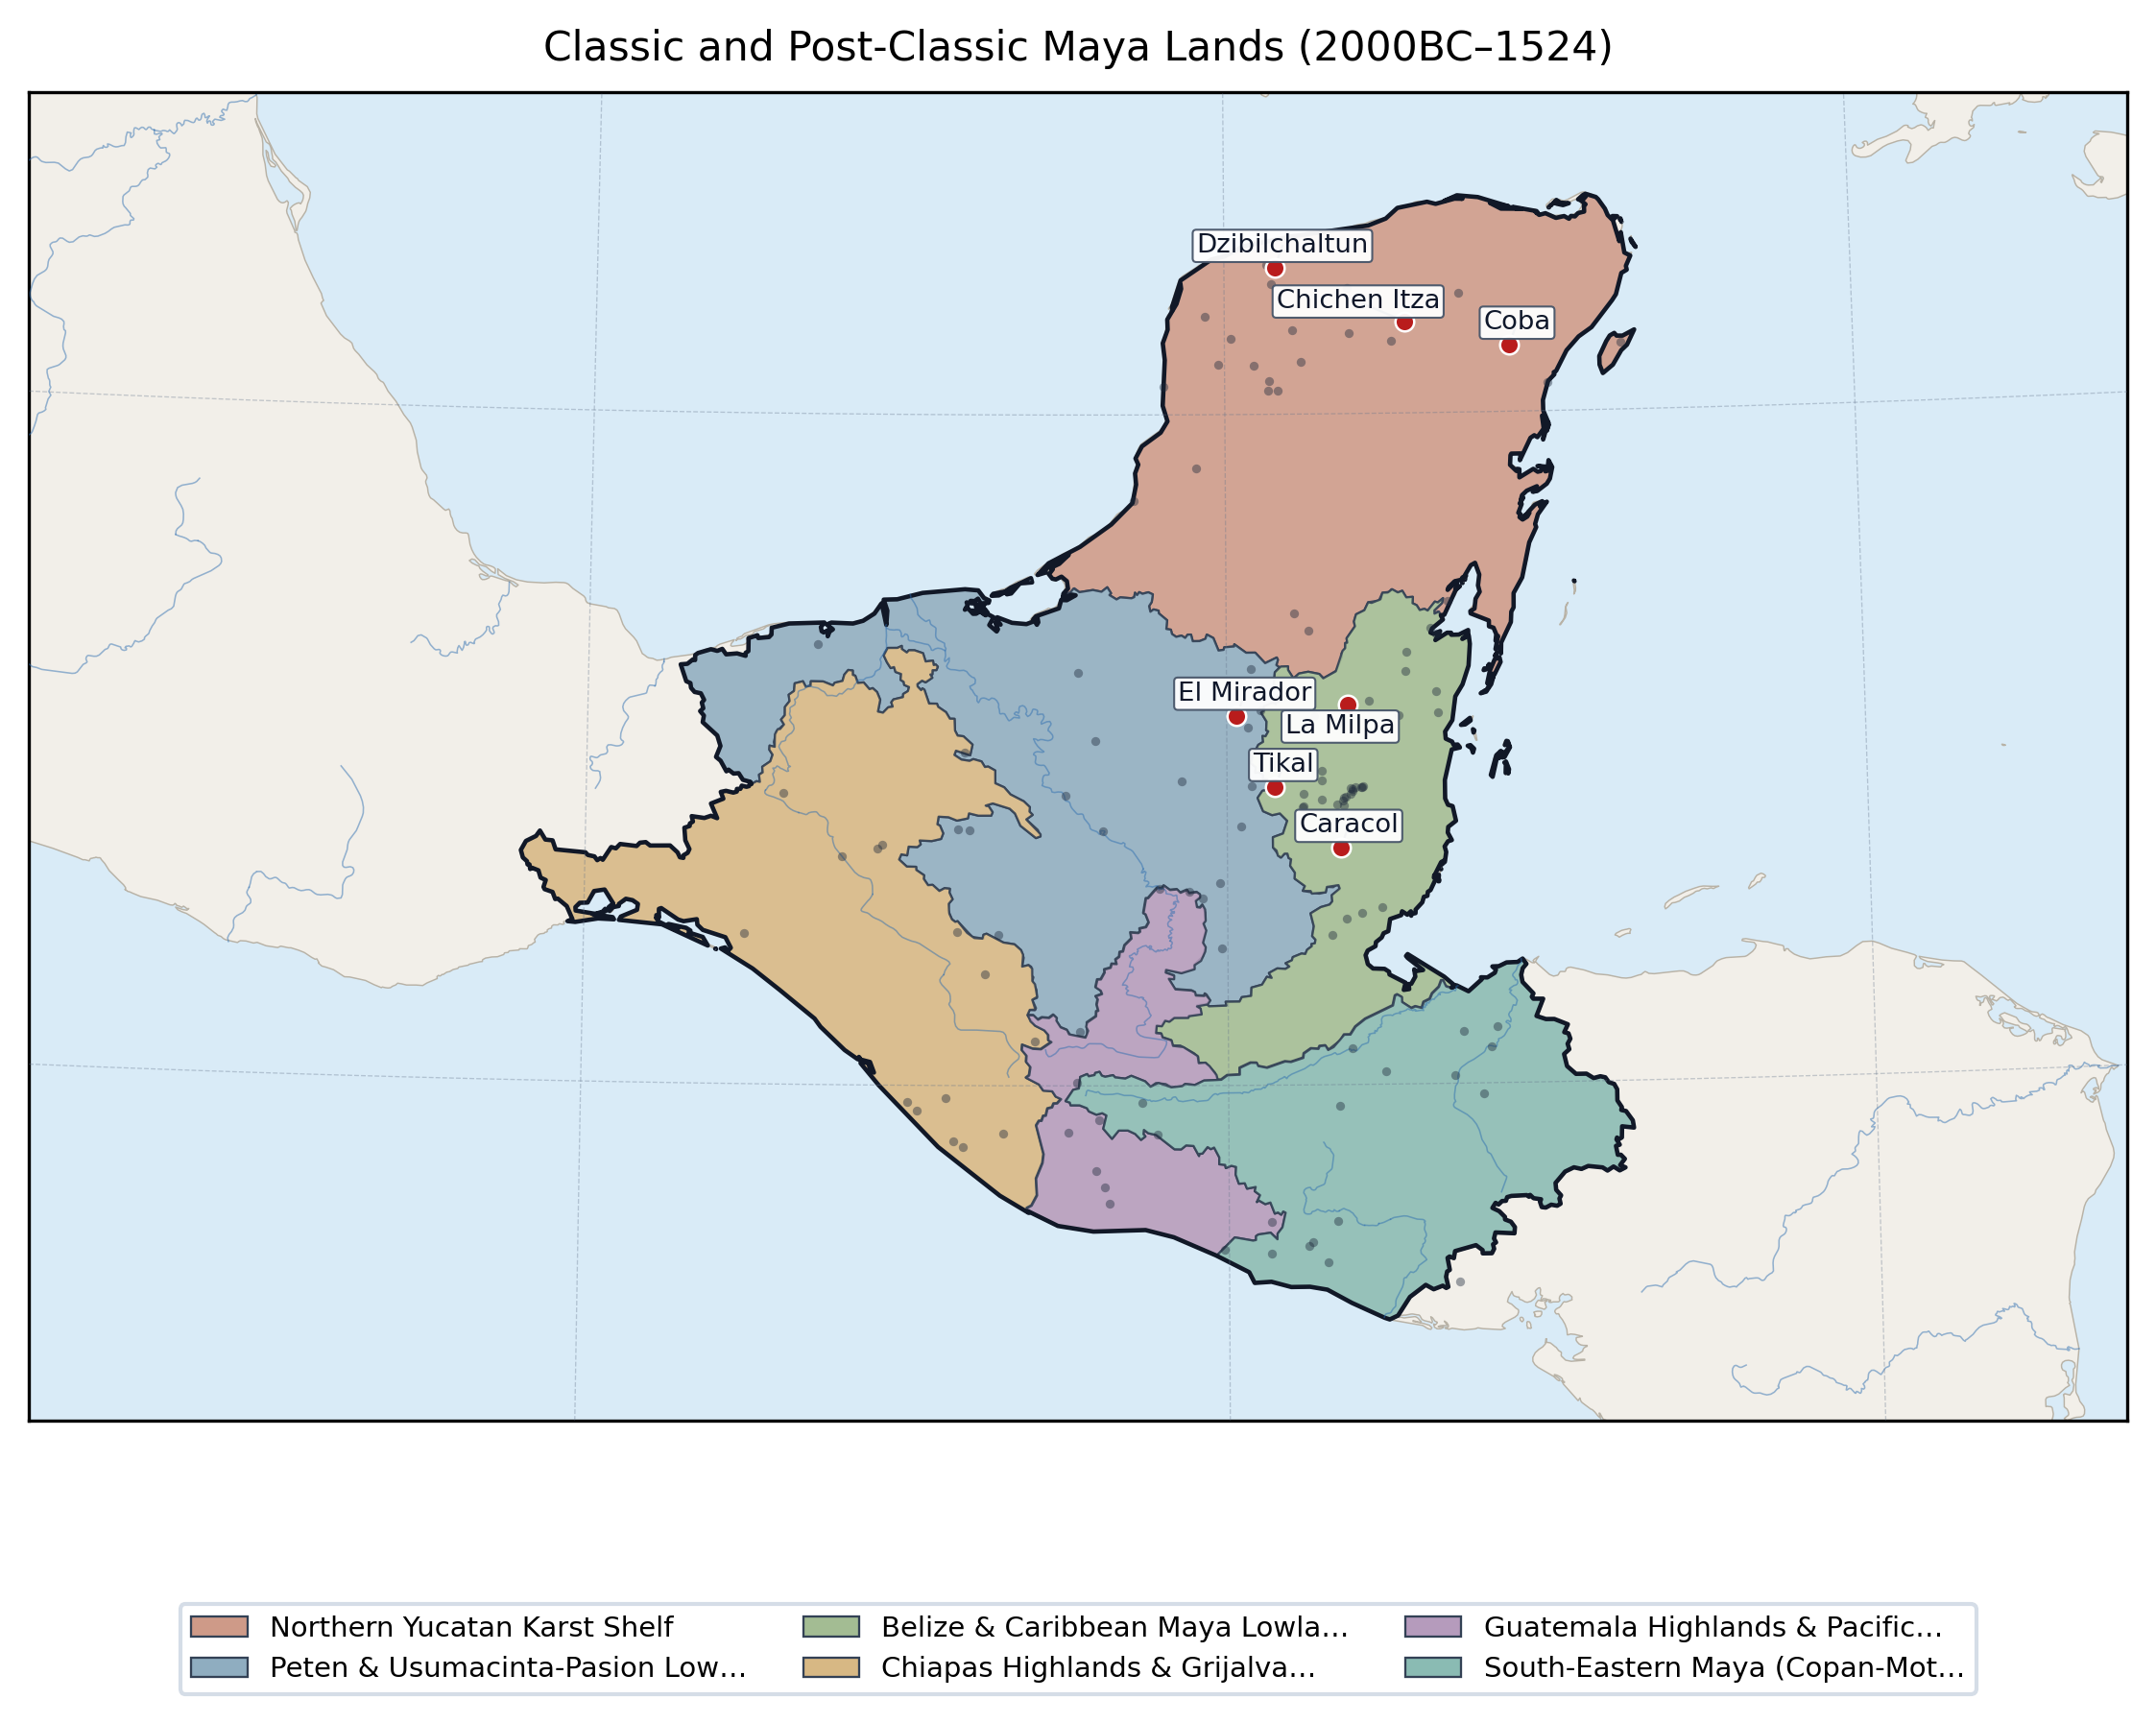 Classic and Post-Classic Maya Lands (2000BC–1524)
Dzibilchaltun
Chichen Itza
Coba
El Mirador
La Milpa
Tikal
Caracol
Northern Yucatan Karst Shelf
Peten & Usumacinta-Pasion Low...
Belize & Caribbean Maya Lowla...
Chiapas Highlands & Grijalva...
Guatemala Highlands & Pacific...
South-Eastern Maya (Copan-Mot...